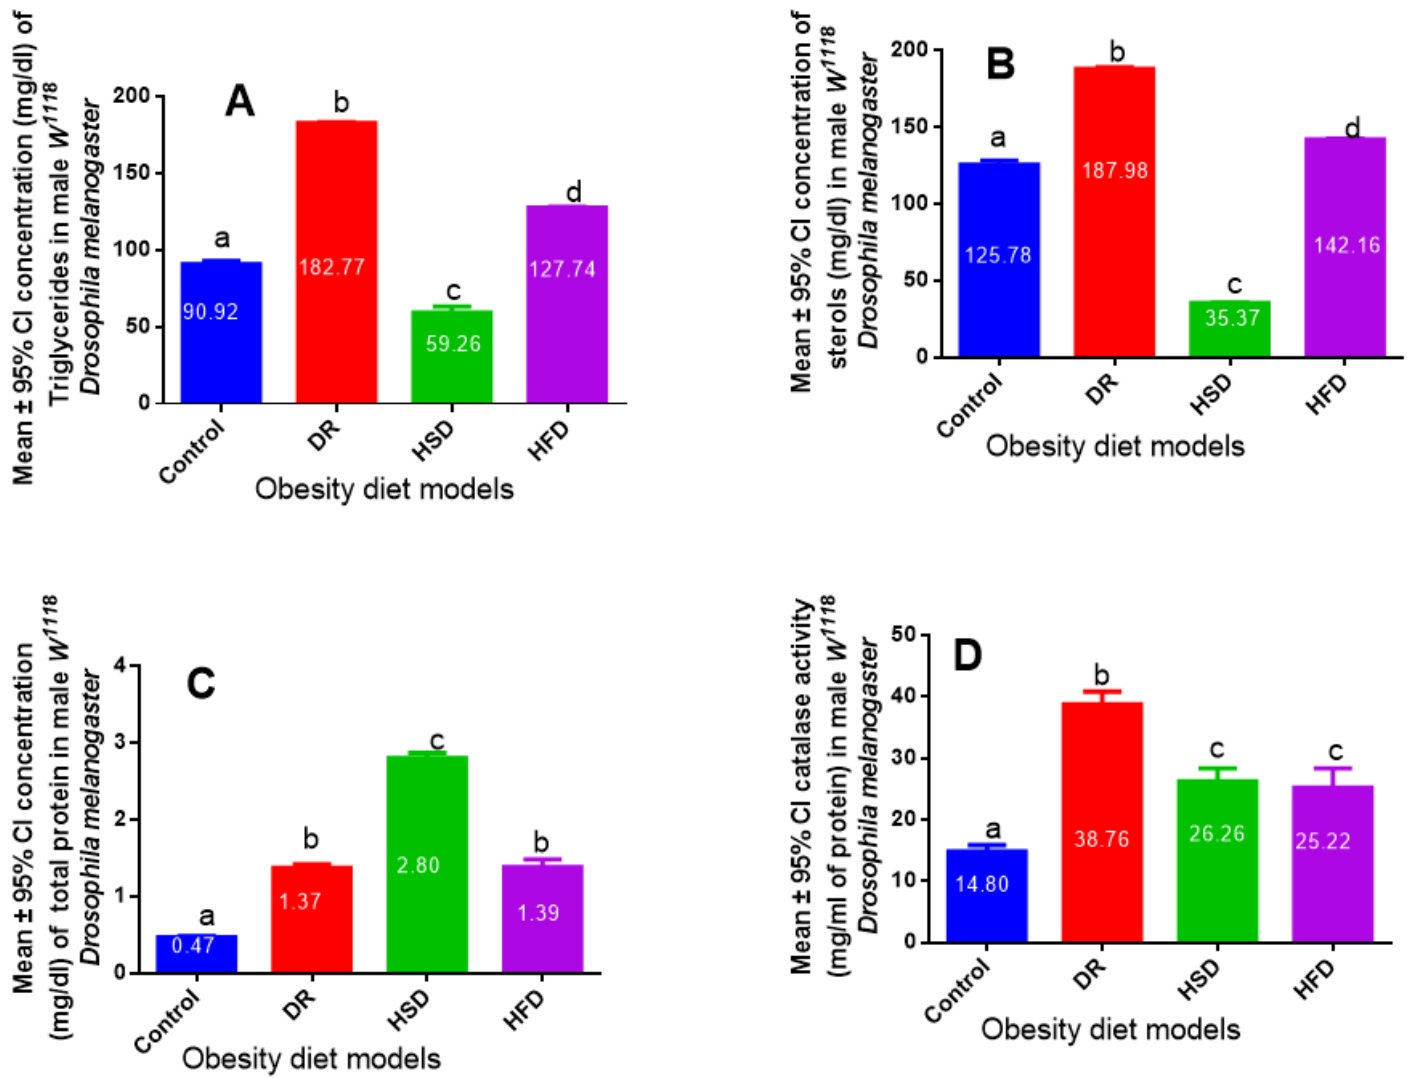 Mean ± 95% CI concentration (mg/dl) of
Triglycerides in male W1118
Drosophila melanogaster
A
200
150
100
50
0
a
b
c
d
90.92
182.77
59.26
127.74
Control
DR
HSD
HFD
Obesity diet models
Mean ± 95% CI concentration of
sterols (mg/dl) in male W1118
Drosophila melanogaster
B
200
150
100
50
0
a
b
c
d
125.78
187.98
35.37
142.16
Control
DR
HSD
HFD
Obesity diet models
Mean ± 95% CI concentration
(mg/dl) of total protein in male W1118
Drosophila melanogaster
C
4
3
2
1
0
a
b
c
b
0.47
1.37
2.80
1.39
Control
DR
HSD
HFD
Obesity diet models
Mean ± 95% CI catalase activity
(mg/ml of protein) in male W1118
Drosophila melanogaster
D
50
40
30
20
10
0
a
b
c
c
14.80
38.76
26.26
25.22
Control
DR
HSD
HFD
Obesity diet models